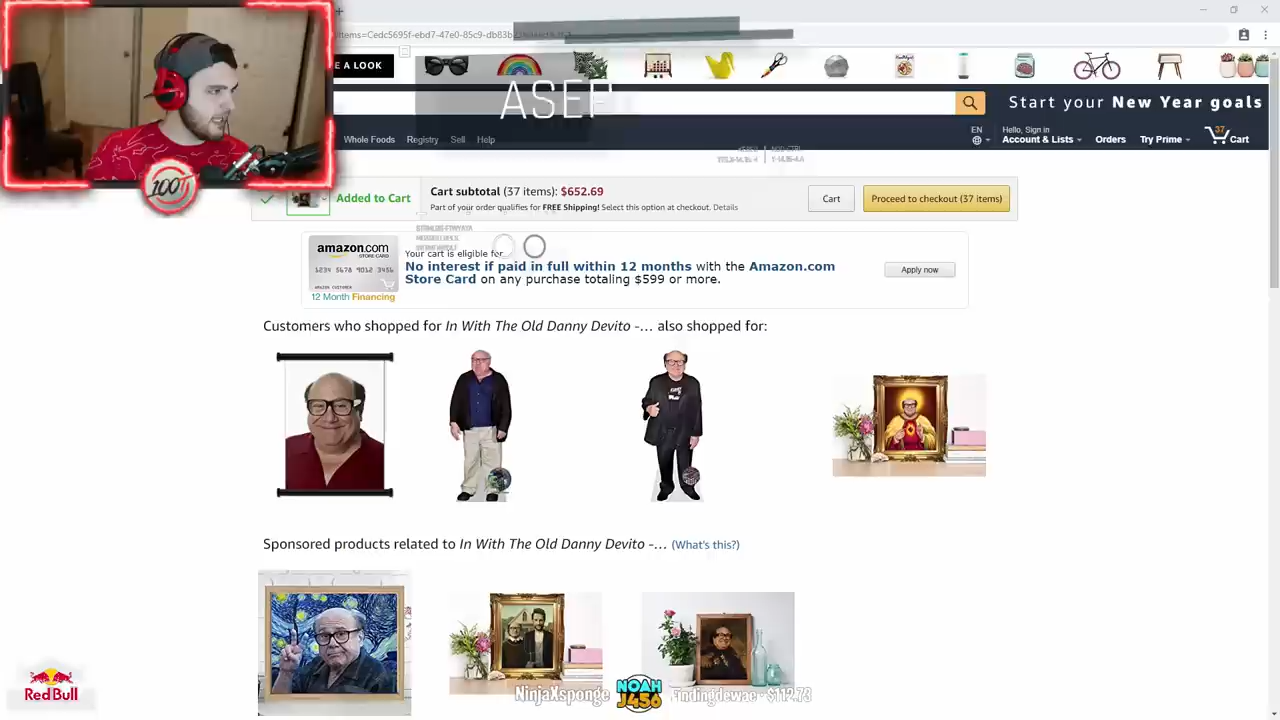 E A LOOK
ASEF
Start your New Year goals
Whole Foods Registry Sell Help
EN
Hello, Sign in
Account & Lists
Orders
Try Prime
37
Cart
100T
Added to Cart
Cart subtotal (37 items): $652.69
Part of your order qualifies for FREE Shipping! Select this option at checkout. Details
Cart
Proceed to checkout (37 items)
amazon.com
STORE CARD
1234 5678 9012 3456
AMAZON CUSTOMER
12 Month Financing
Your cart is eligible for
No interest if paid in full within 12 months with the Amazon.com
Store Card on any purchase totaling $599 or more.
Apply now
Customers who shopped for In With The Old Danny Devito -... also shopped for:
Sponsored products related to In With The Old Danny Devito -... (What's this?)
Red Bull
NinjaXsponge
NOAH
J456